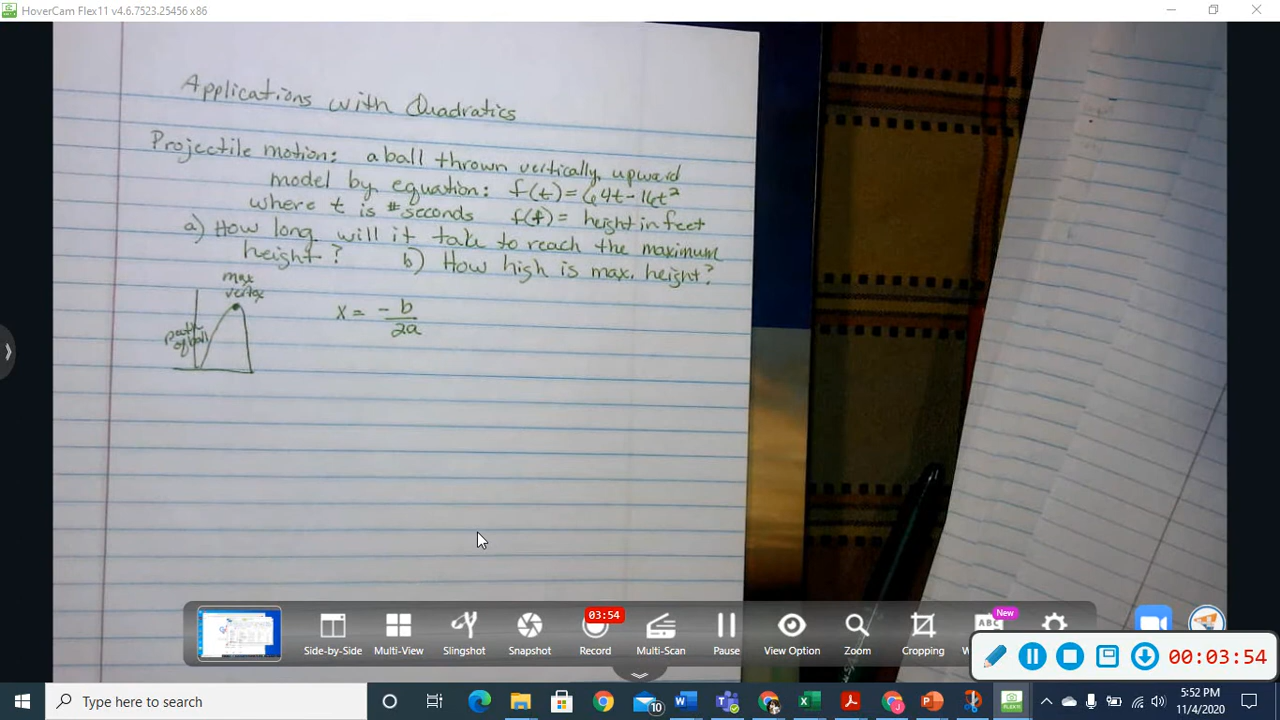 HoverCam Flex11 v4.6.7523.25456 x86
Applications with Quadratics
Projectile motion: a ball thrown vertically upward
model by equation: f(t) = 64t - 16t²
where t is # seconds f(t) = height in feet
a) How long will it take to reach the maximum
height? b) How high is max. height?
max
vertex
path
of ball
x = - b
2a
New
03:54
ABC
Side-by-Side Multi-View Slingshot Snapshot Record Multi-Scan Pause View Option Zoom Cropping
00:03:54
10
FLEX11
5:52 PM
Type here to search
11/4/2020